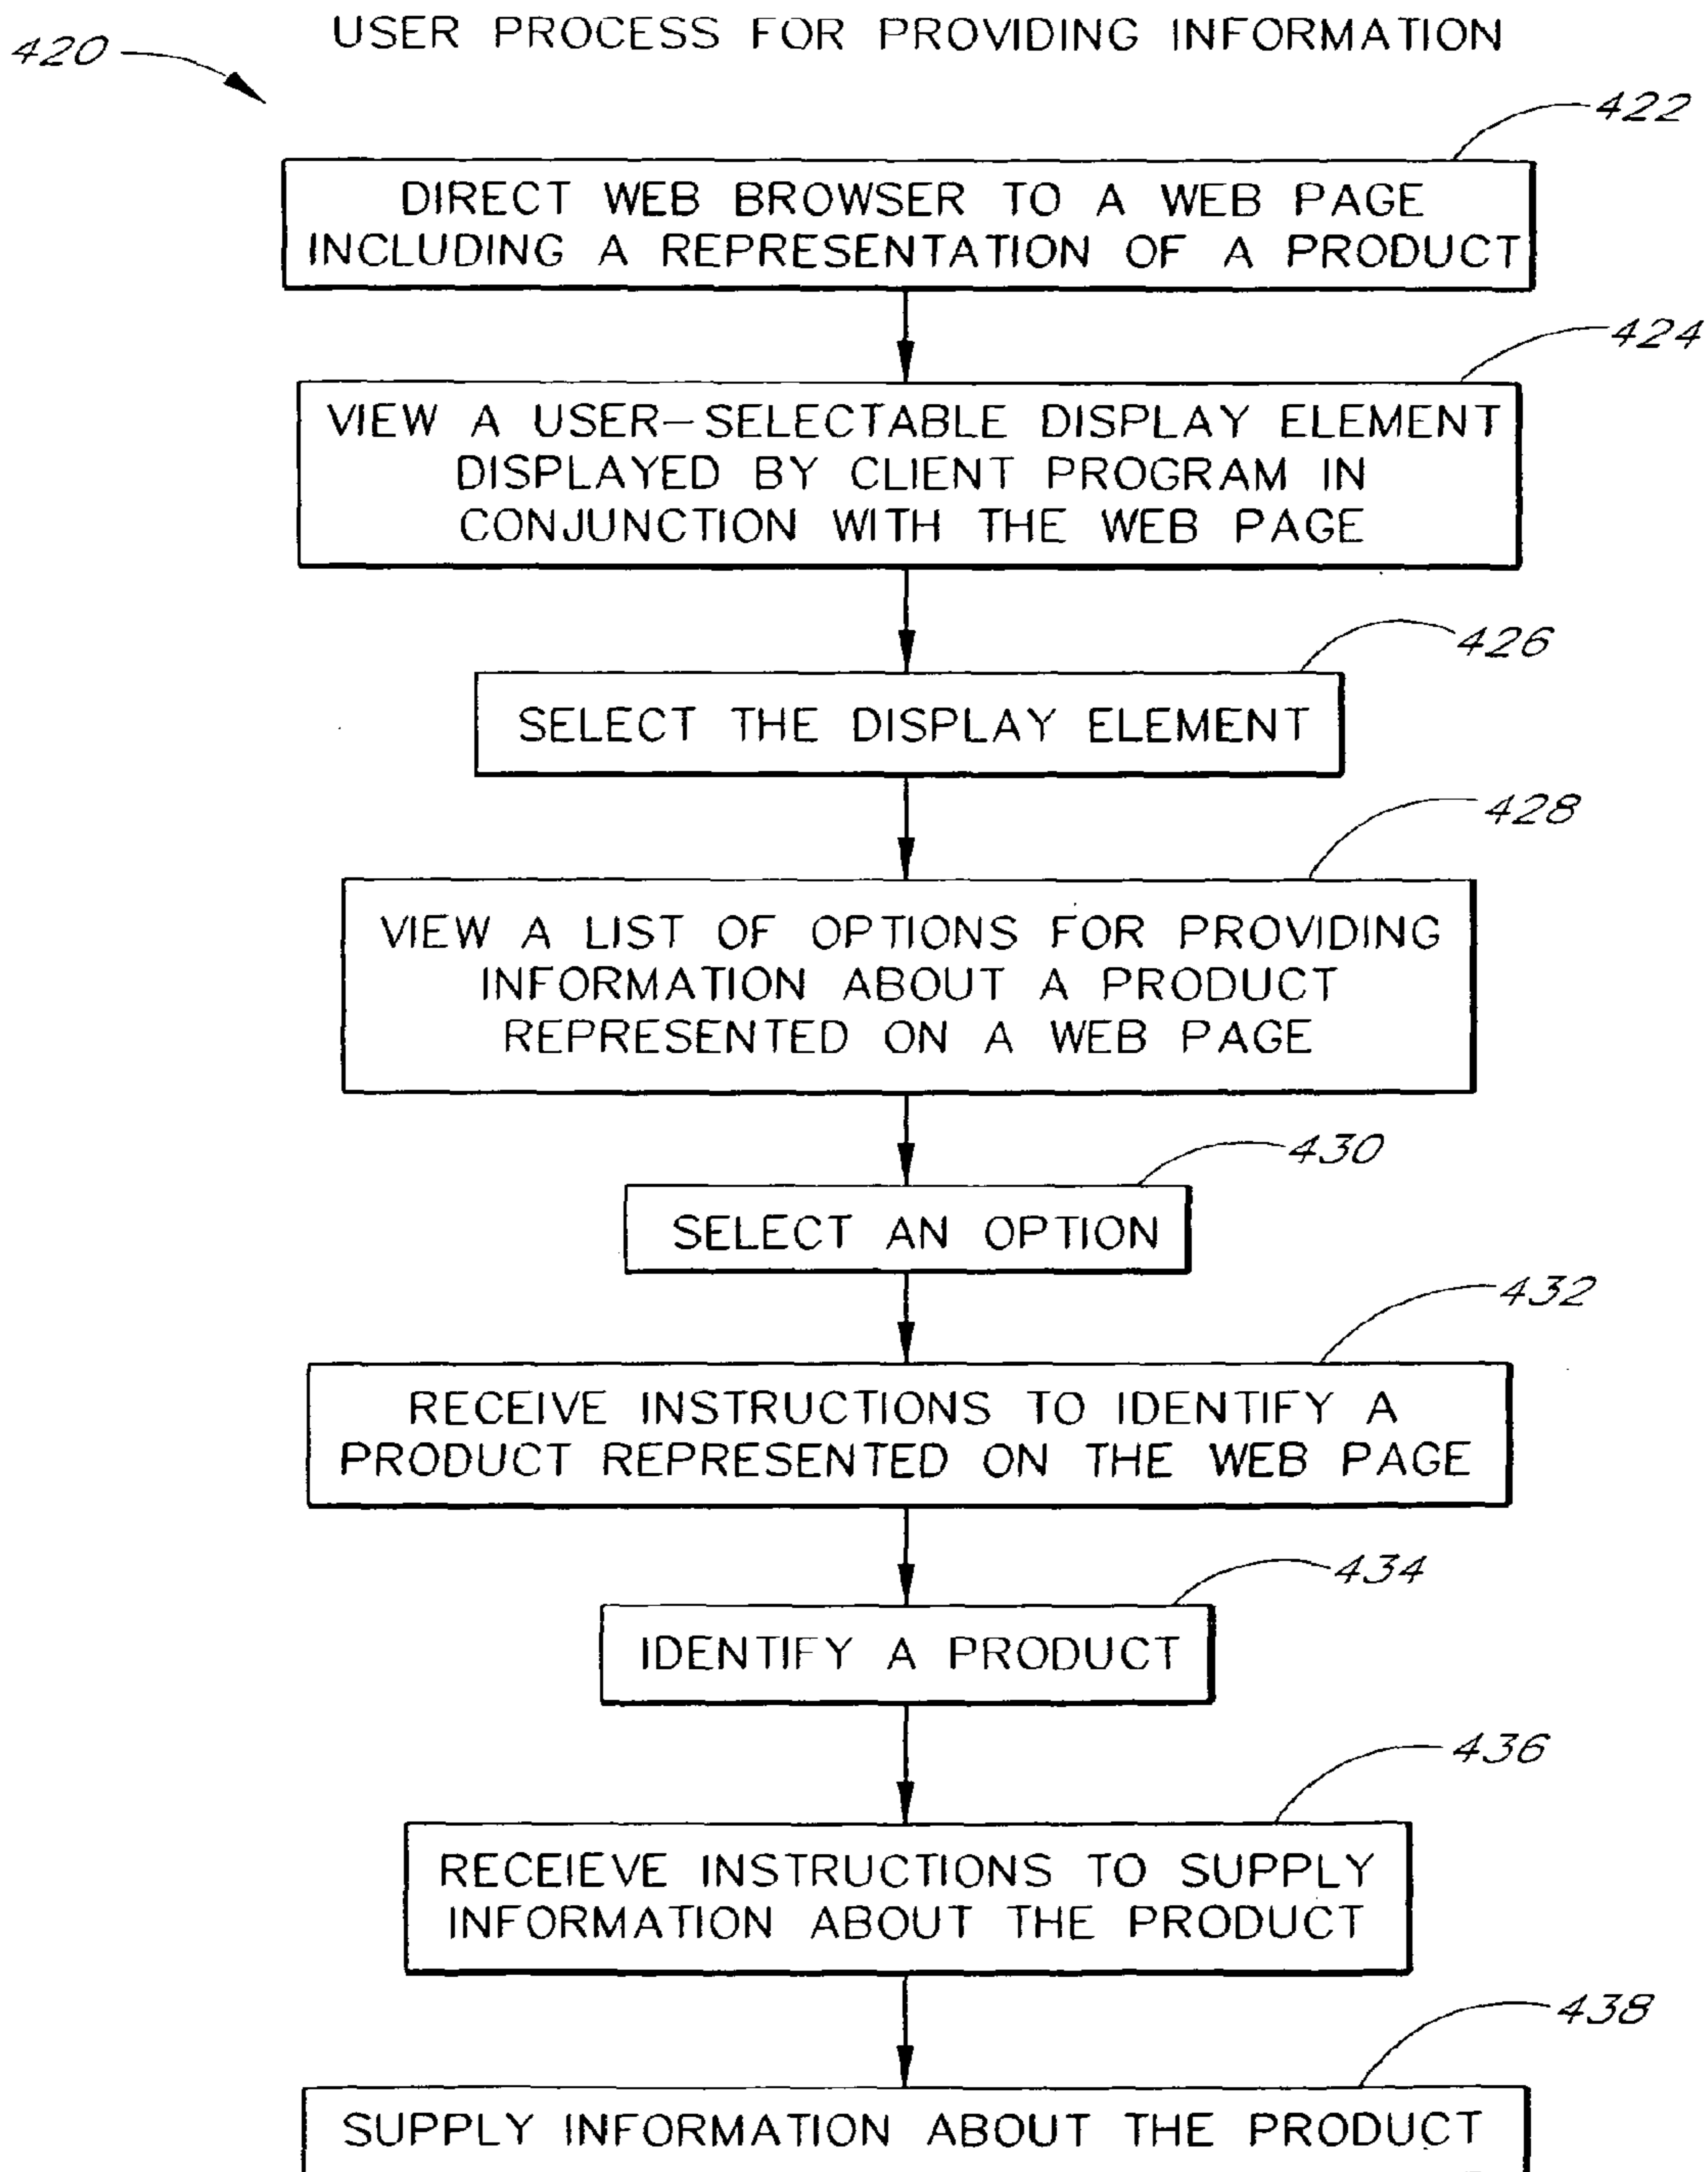 USER PROCESS FOR PROVIDING INFORMATION
420
422
DIRECT WEB BROWSER TO A WEB PAGE
INCLUDING A REPRESENTATION OF A PRODUCT
424
VIEW A USER-SELECTABLE DISPLAY ELEMENT
DISPLAYED BY CLIENT PROGRAM IN
CONJUNCTION WITH THE WEB PAGE
426
SELECT THE DISPLAY ELEMENT
428
VIEW A LIST OF OPTIONS FOR PROVIDING
INFORMATION ABOUT A PRODUCT
REPRESENTED ON A WEB PAGE
430
SELECT AN OPTION
432
RECEIVE INSTRUCTIONS TO IDENTIFY A
PRODUCT REPRESENTED ON THE WEB PAGE
434
IDENTIFY A PRODUCT
436
RECEIEVE INSTRUCTIONS TO SUPPLY
INFORMATION ABOUT THE PRODUCT
438
SUPPLY INFORMATION ABOUT THE PRODUCT